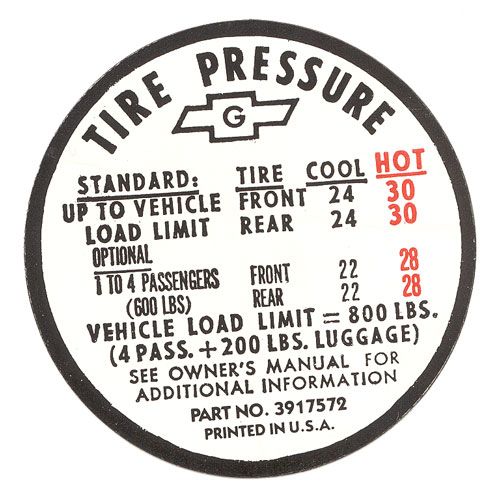 TIRE PRESSURE
G
STANDARD: TIRE COOL HOT
UP TO VEHICLE FRONT 24 30
LOAD LIMIT REAR 24 30
OPTIONAL
1 TO 4 PASSENGERS FRONT 22 28
(600 LBS) REAR 22 28
VEHICLE LOAD LIMIT = 800 LBS.
(4 PASS. + 200 LBS. LUGGAGE)
SEE OWNER'S MANUAL FOR
ADDITIONAL INFORMATION
PART NO. 3917572
PRINTED IN U.S.A.